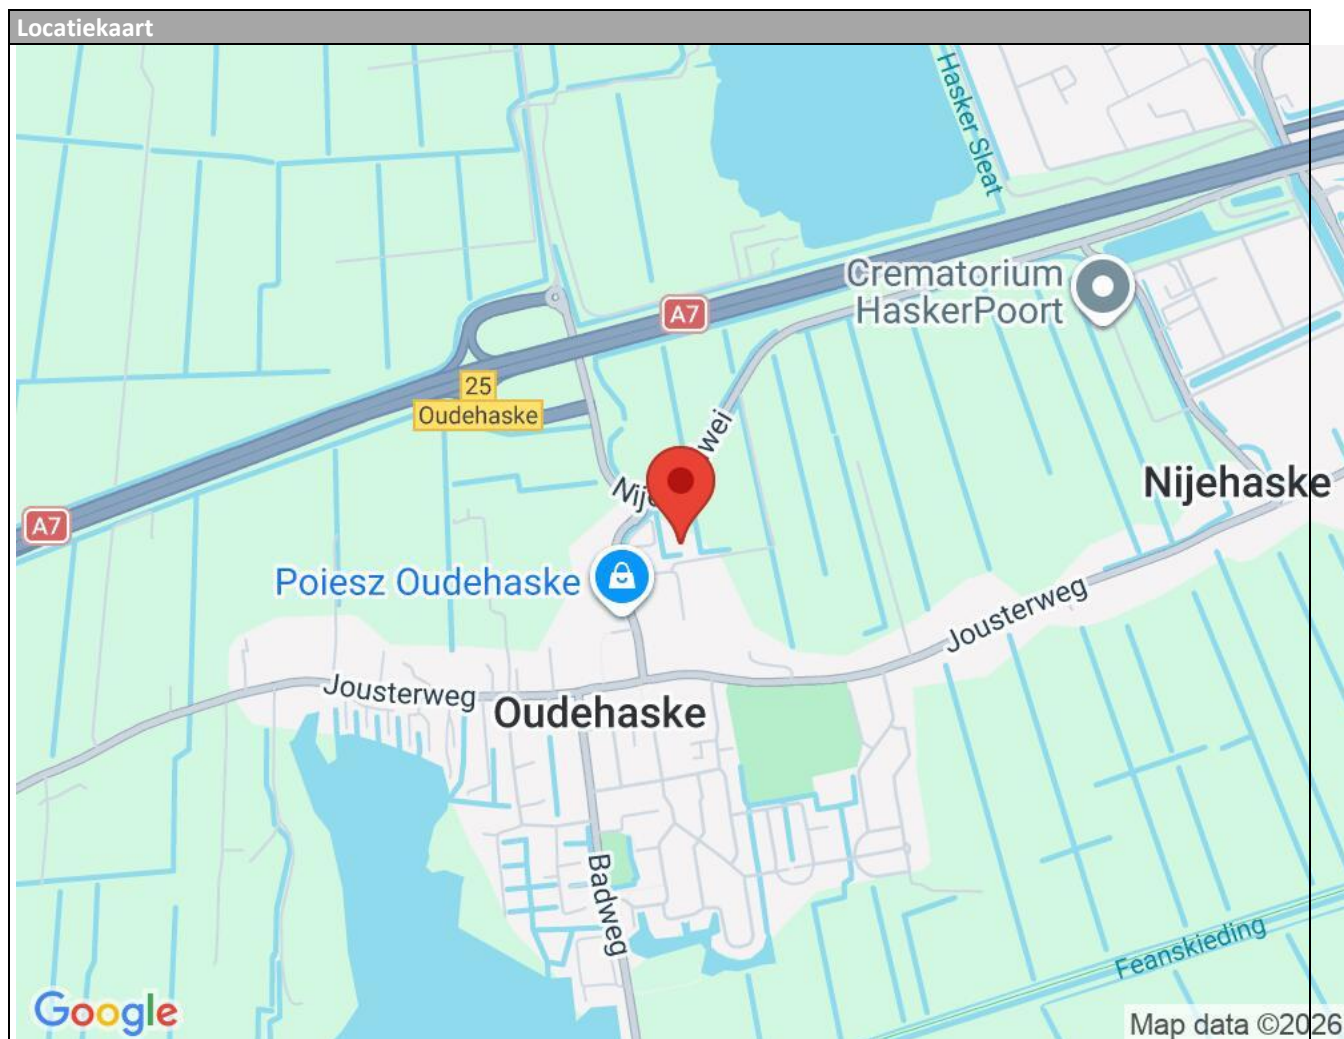 Locatiekaart
Hasker Sleat
Crematorium
HaskerPoort
A7
25
Oudehaske
wei
Nij
Nijehaske
A7
Poiesz Oudehaske
Jousterweg
Jousterweg
Oudehaske
Badweg
Feanskieding
Google
Map data ©2026